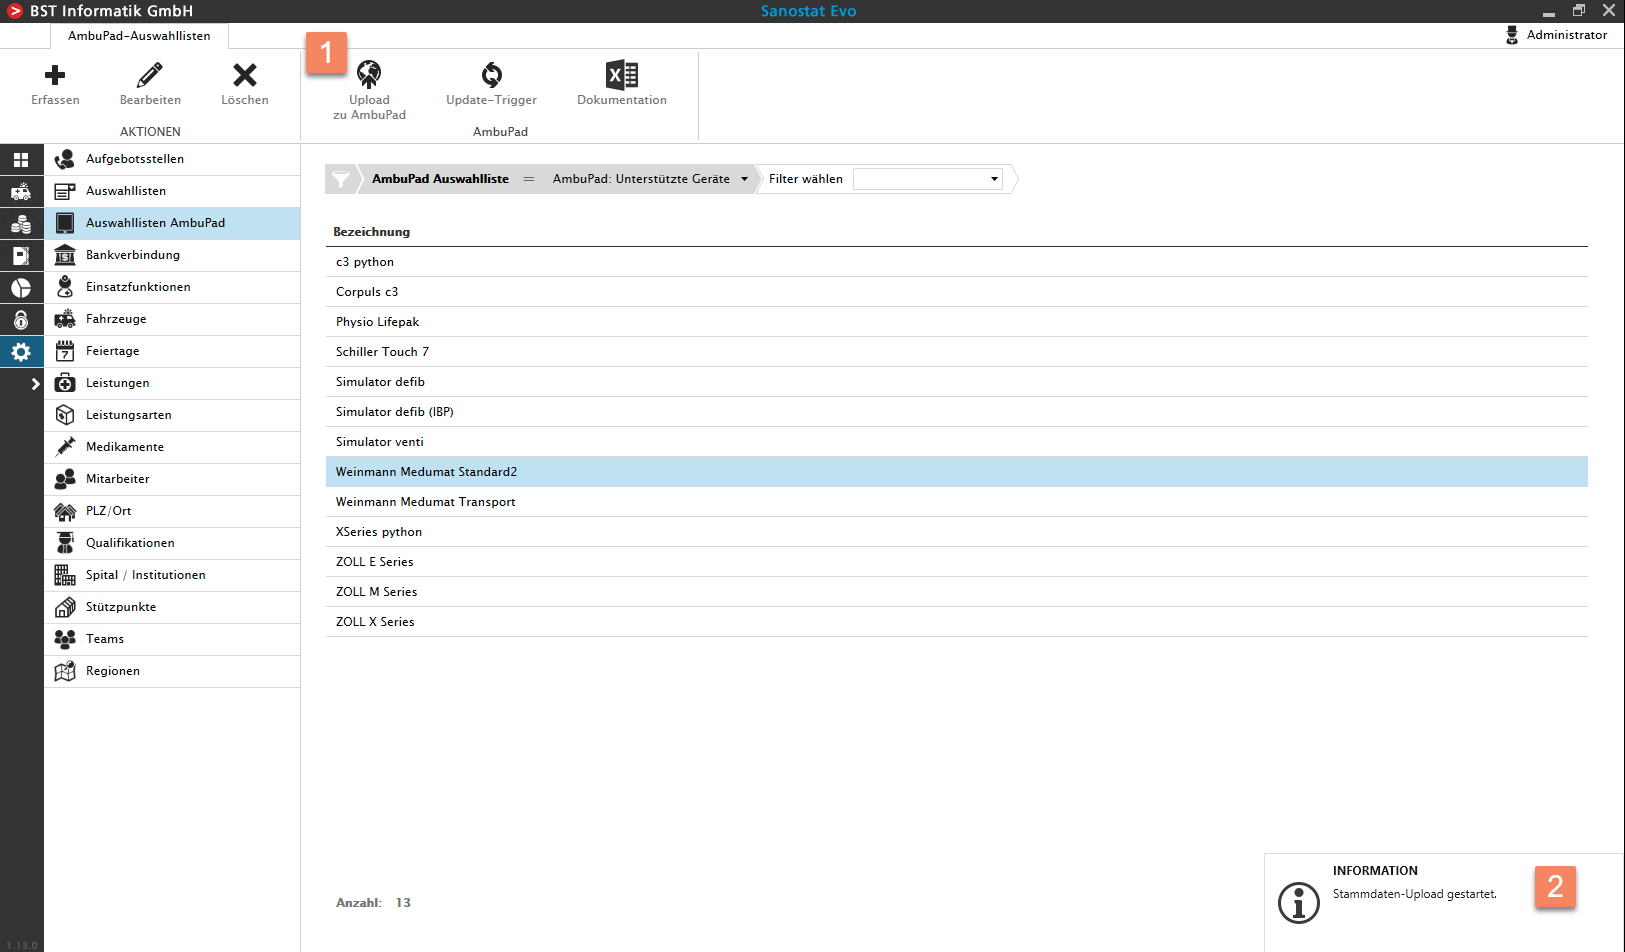 BST Informatik GmbH
Sanostat Evo
AmbuPad-Auswahllisten
Administrator
1
Erfassen
Bearbeiten
Löschen
AKTIONEN
Upload
zu AmbuPad
Update-Trigger
Dokumentation
AmbuPad
Aufgebotsstellen
Auswahllisten
Auswahllisten AmbuPad
Bankverbindung
Einsatzfunktionen
Fahrzeuge
7
Feiertage
Leistungen
Leistungsarten
Medikamente
Mitarbeiter
PLZ/Ort
Qualifikationen
Spital / Institutionen
Stützpunkte
Teams
Regionen
AmbuPad Auswahlliste = AmbuPad: Unterstützte Geräte
Filter wählen
Bezeichnung
c3 python
Corpuls c3
Physio Lifepak
Schiller Touch 7
Simulator defib
Simulator defib (IBP)
Simulator venti
Weinmann Medumat Standard2
Weinmann Medumat Transport
XSeries python
ZOLL E Series
ZOLL M Series
ZOLL X Series
Anzahl: 13
INFORMATION
Stammdaten-Upload gestartet.
2
1.13.0